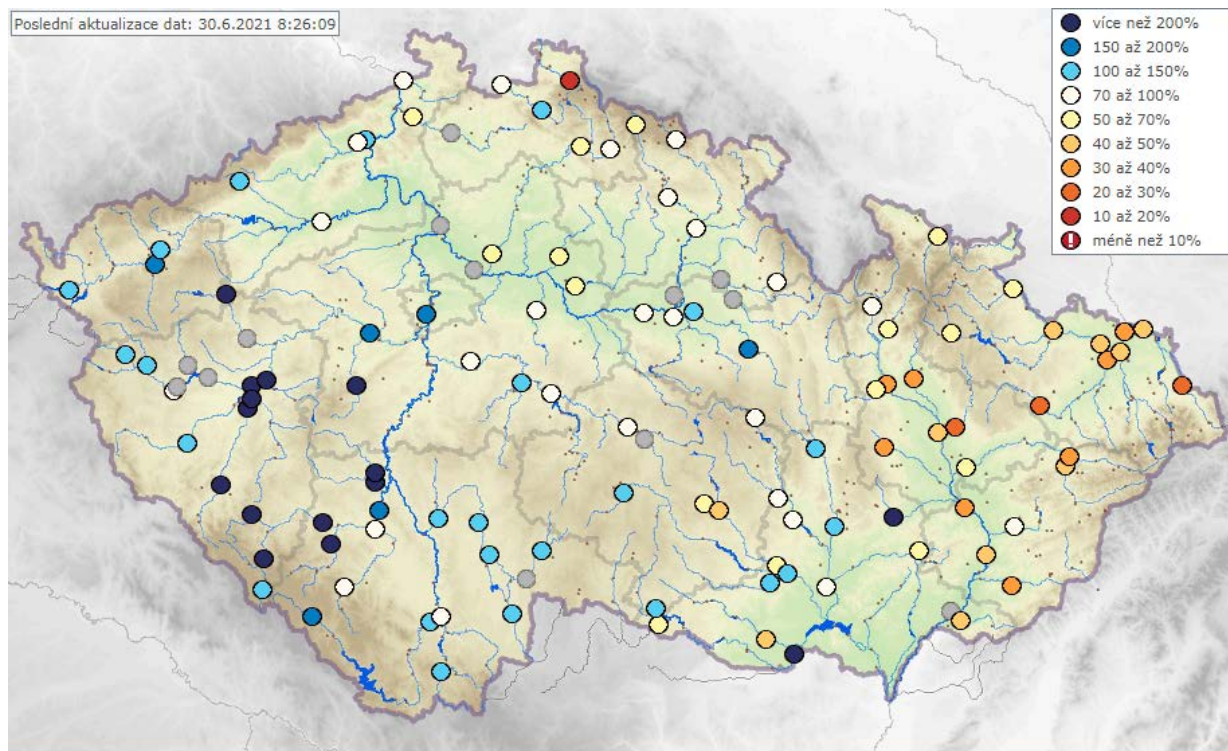 Poslední aktualizace dat: 30.6.2021 8:26:09
více než 200%
150 až 200%
100 až 150%
70 až 100%
50 až 70%
40 až 50%
30 až 40%
20 až 30%
10 až 20%
méně než 10%